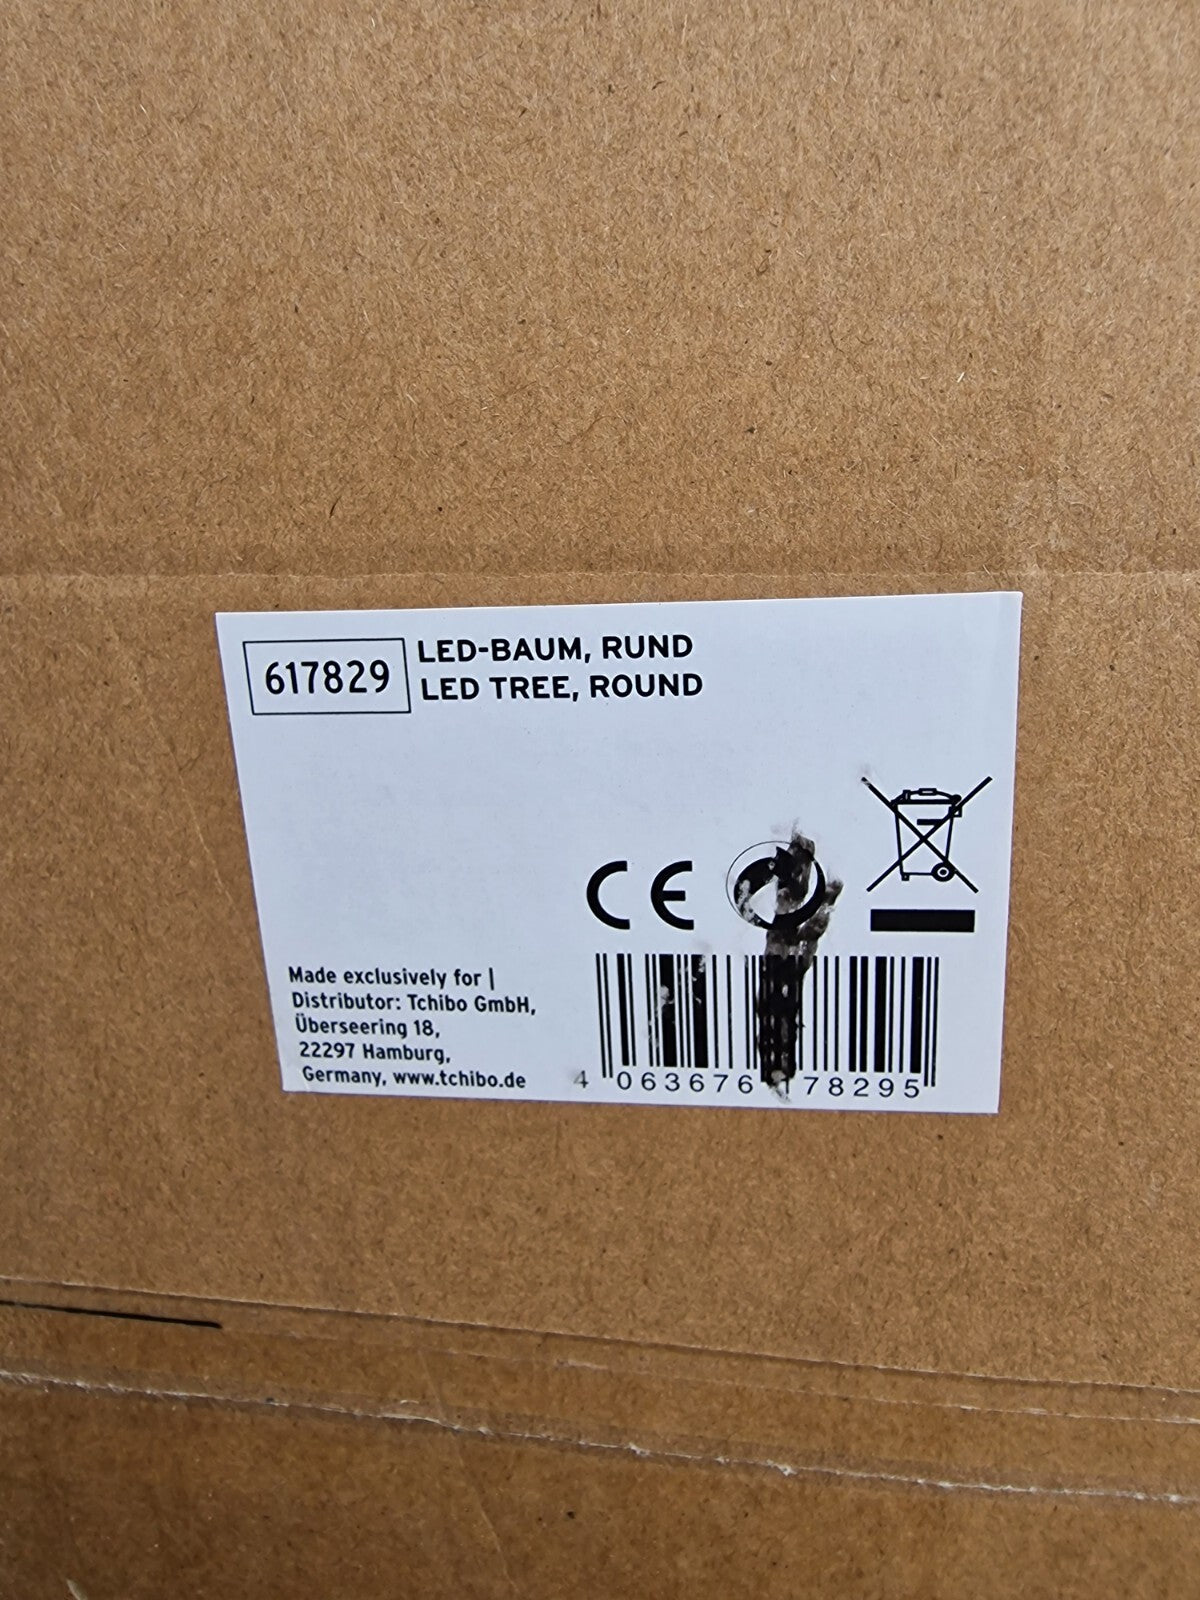 617829
LED-BAUM, RUND
LED TREE, ROUND
CE
Made exclusively for |
Distributor: Tchibo GmbH,
Überseering 18,
22297 Hamburg,
Germany, www.tchibo.de
4 063676 178295